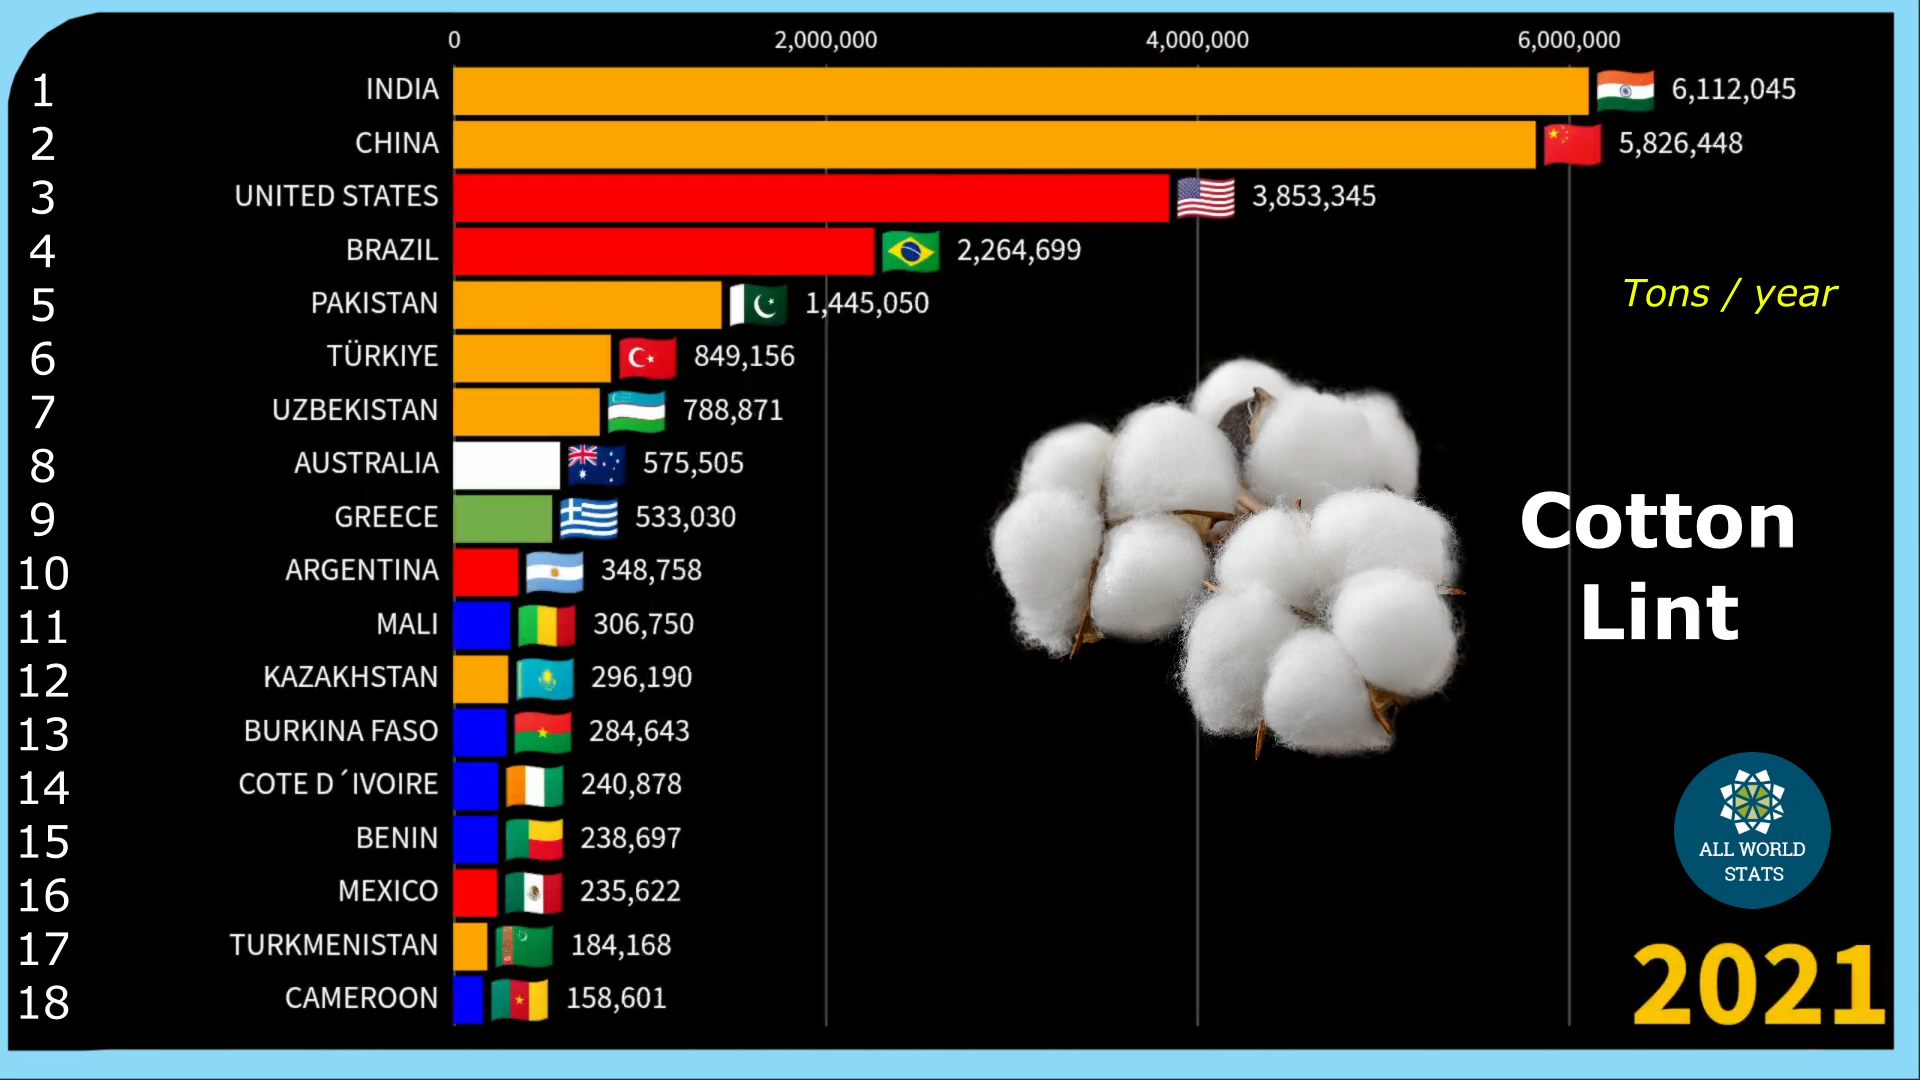 0 2,000,000 4,000,000 6,000,000
1 INDIA 6,112,045
2 CHINA 5,826,448
3 UNITED STATES 3,853,345
4 BRAZIL 2,264,699
5 PAKISTAN 1,445,050
Tons / year
6 TÜRKIYE 849,156
7 UZBEKISTAN 788,871
8 AUSTRALIA 575,505
9 GREECE 533,030
Cotton
Lint
10 ARGENTINA 348,758
11 MALI 306,750
12 KAZAKHSTAN 296,190
13 BURKINA FASO 284,643
14 COTE D´IVOIRE 240,878
15 BENIN 238,697
16 MEXICO 235,622
17 TURKMENISTAN 184,168
18 CAMEROON 158,601
ALL WORLD
STATS
2021